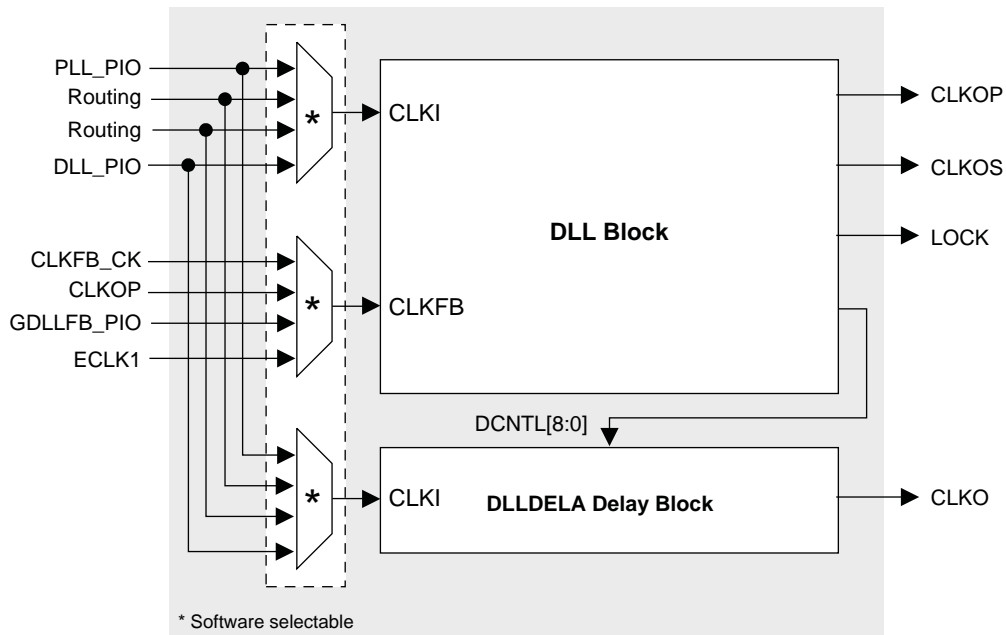 PLL_PIO
Routing
Routing
DLL_PIO
*
CLKI
CLKFB_CK
CLKOP
GDLLFB_PIO
ECLK1
*
CLKFB
DLL Block
CLKOP
CLKOS
LOCK
DCNTL[8:0]
*
CLKI
DLLDELA Delay Block
CLKO
* Software selectable